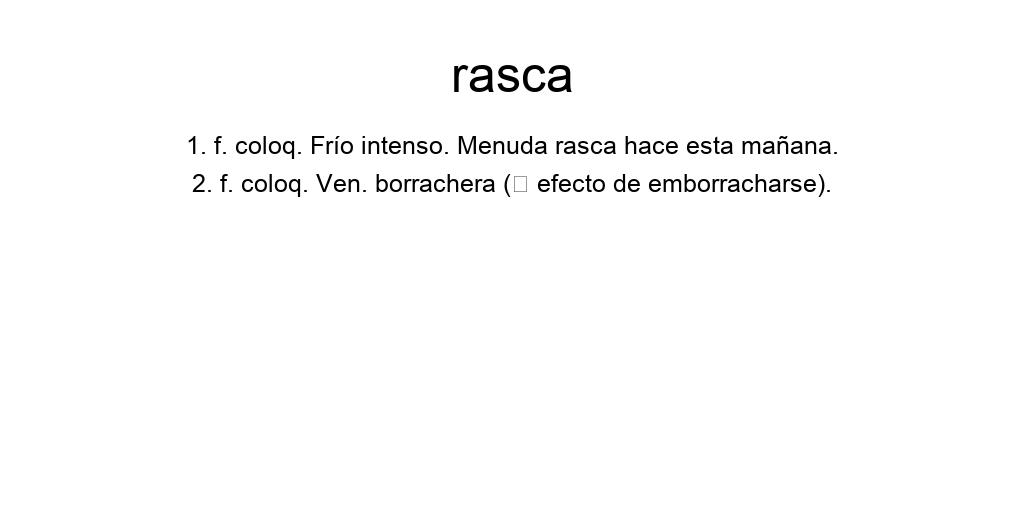 rasca
1. f. coloq. Frío intenso. Menuda rasca hace esta mañana.
2. f. coloq. Ven. borrachera (□ efecto de emborracharse).